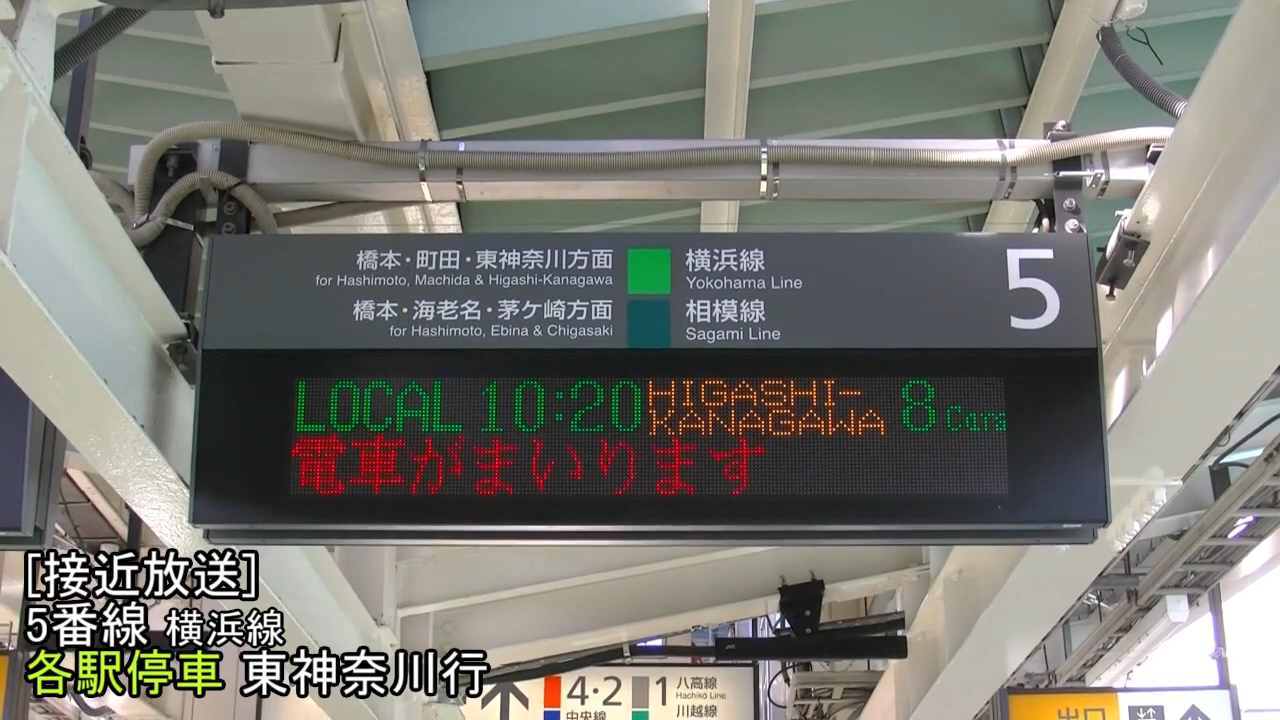 橋本・町田・東神奈川方面 横浜線 5
for Hashimoto, Machida & Higashi-Kanagawa Yokohama Line
橋本・海老名・茅ケ崎方面 相模線
for Hashimoto, Ebina & Chigasaki Sagami Line
LOCAL 10:20 HIGASHI-KANAGAWA 8 Cars
電車がまいります
[接近放送]
5番線 横浜線
各駅停車 東神奈川行
4・2 1 八高線
Hachikō Line
中央線 川越線
出口